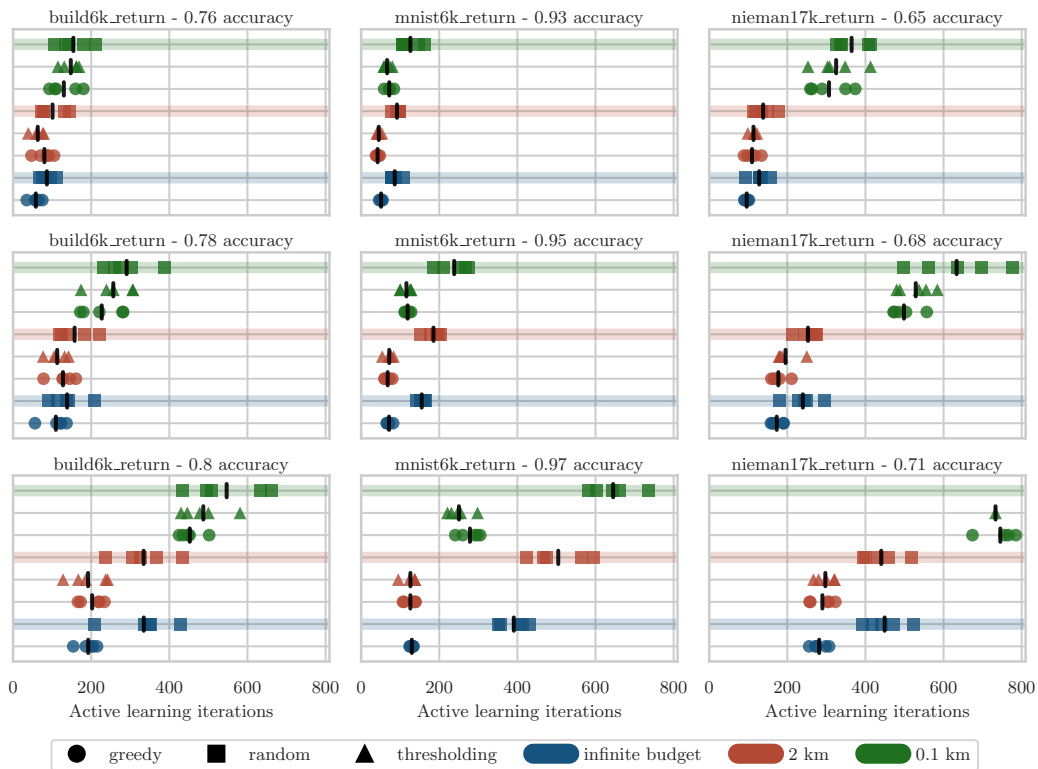 build6k_return - 0.76 accuracy
mnist6k_return - 0.93 accuracy
nieman17k_return - 0.65 accuracy
build6k_return - 0.78 accuracy
mnist6k_return - 0.95 accuracy
nieman17k_return - 0.68 accuracy
build6k_return - 0.8 accuracy
mnist6k_return - 0.97 accuracy
nieman17k_return - 0.71 accuracy
0 200 400 600 800
0 200 400 600 800
0 200 400 600 800
Active learning iterations
Active learning iterations
Active learning iterations
greedy random thresholding infinite budget 2 km 0.1 km